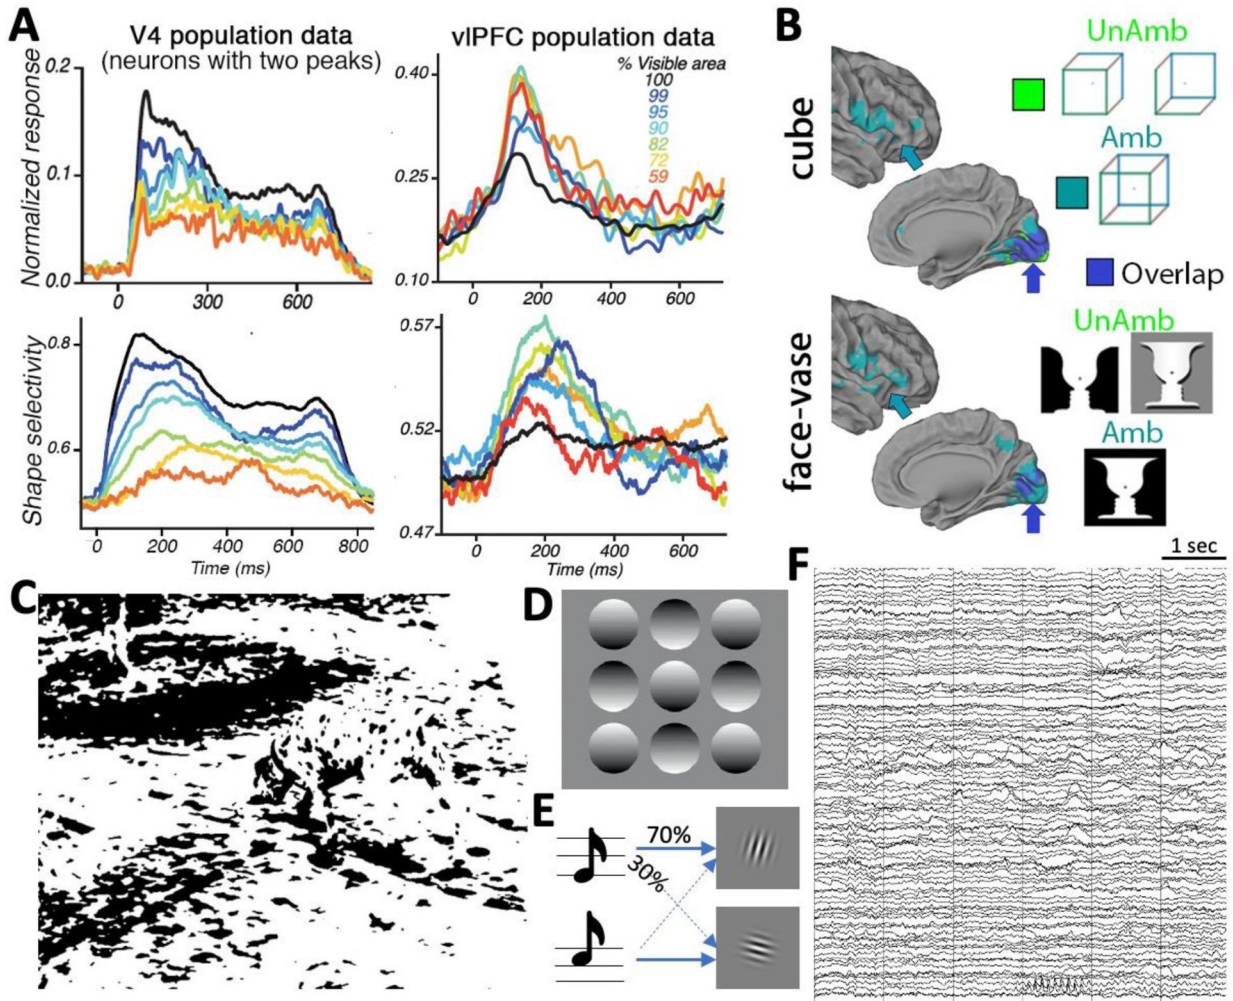 A
V4 population data
(neurons with two peaks)
Normalized response
0.2
0.1
0.0
0
300
600
vlPFC population data
% Visible area
100
99
95
90
82
72
59
0.40
0.25
0.10
0
200
400
600
Shape selectivity
0.8
0.6
0
200
400
600
800
Time (ms)
0.57
0.52
0.47
0
200
400
600
Time (ms)
B
cube
UnAmb
Amb
Overlap
face-vase
UnAmb
Amb
C
D
E
70%
30%
F
1 sec